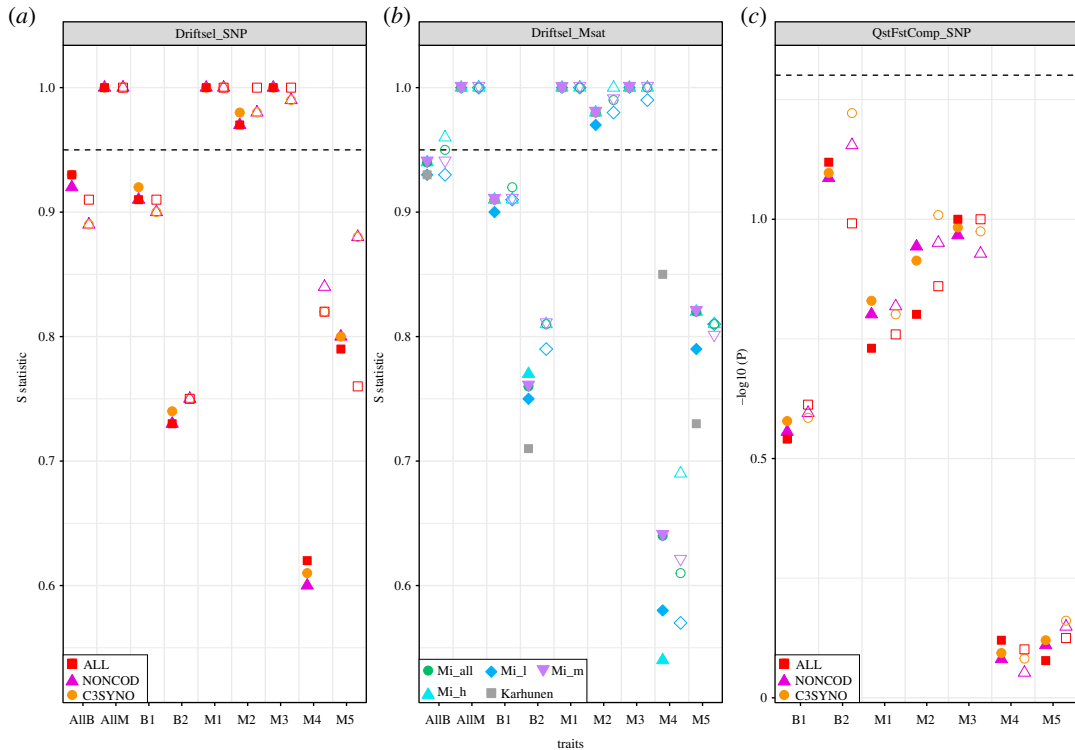 (a)
Driftsel_SNP
S statistic
1.0
0.9
0.8
0.7
0.6
ALL
NONCOD
C3SYNO
AllB AllM B1 B2 M1 M2 M3 M4 M5
(b)
Driftsel_Msat
S statistic
1.0
0.9
0.8
0.7
0.6
Mi_all Mi_l Mi_m
Mi_h Karhunen
AllB AllM B1 B2 M1 M2 M3 M4 M5
traits
(c)
QstFstComp_SNP
−log10 (P)
1.0
0.5
0
ALL
NONCOD
C3SYNO
B1 B2 M1 M2 M3 M4 M5